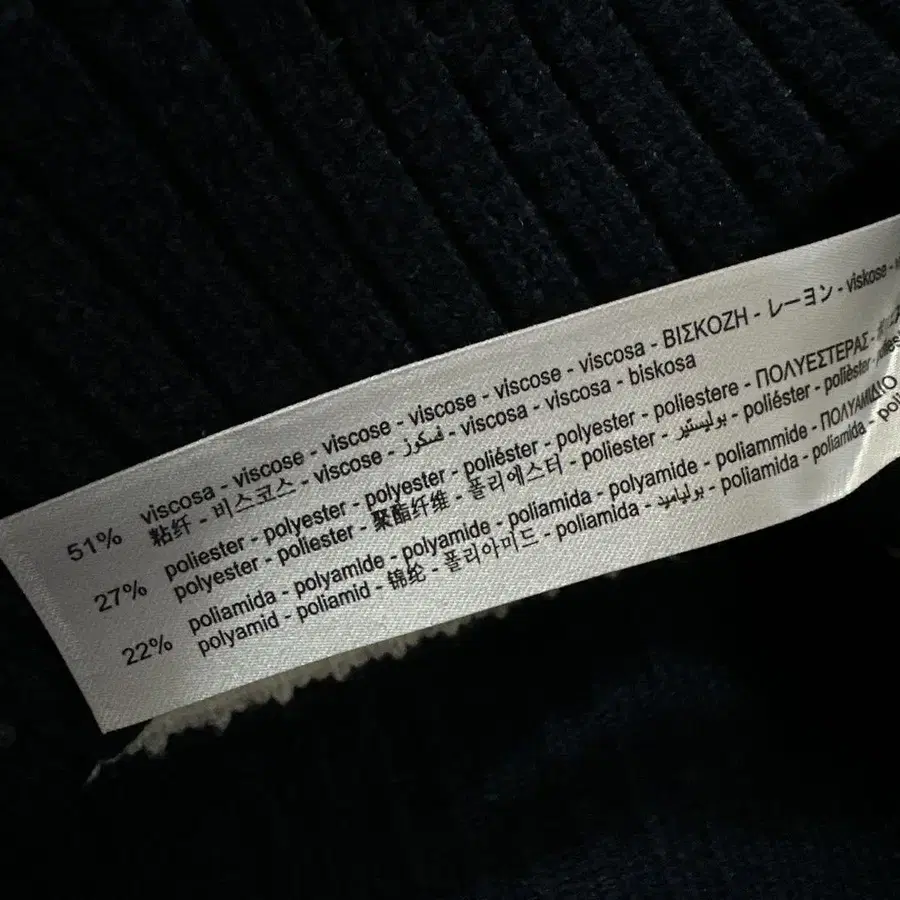 51% viscosa - viscose - viscose - viscose - viscose - viscosa - ΒΙΣΚΟΖΗ - レーヨン - viskose -
粘纤 - 비스코스 - viscose - فسكوز - viscosa - viscosa - biskosa
27% poliester - polyester - polyester - poliéster - polyester - poliestere - ΠΟΛΥΕΣΤΕΡΑΣ -
polyester - poliester - 聚酯纤维 - 폴리에스터 - poliester - بوليستير - poliéster - polièster -
22% poliamida - polyamide - polyamide - poliamida - polyamide - poliammide - ΠΟΛΥΑΜΙΔΙΟ
polyamid - poliamid - 锦纶 - 폴리아미드 - poliamida - بولياميد - poliamida - poliamida -